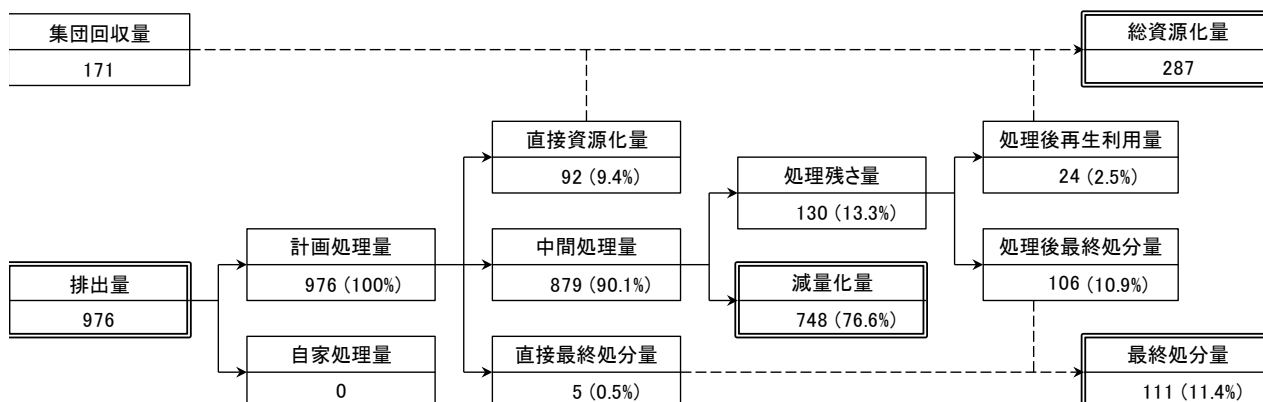 集団回収量
171
総資源化量
287
直接資源化量
92 (9.4%)
処理後再生利用量
24 (2.5%)
処理残さ量
130 (13.3%)
計画処理量
976 (100%)
中間処理量
879 (90.1%)
処理後最終処分量
106 (10.9%)
排出量
976
減量化量
748 (76.6%)
自家処理量
0
直接最終処分量
5 (0.5%)
最終処分量
111 (11.4%)